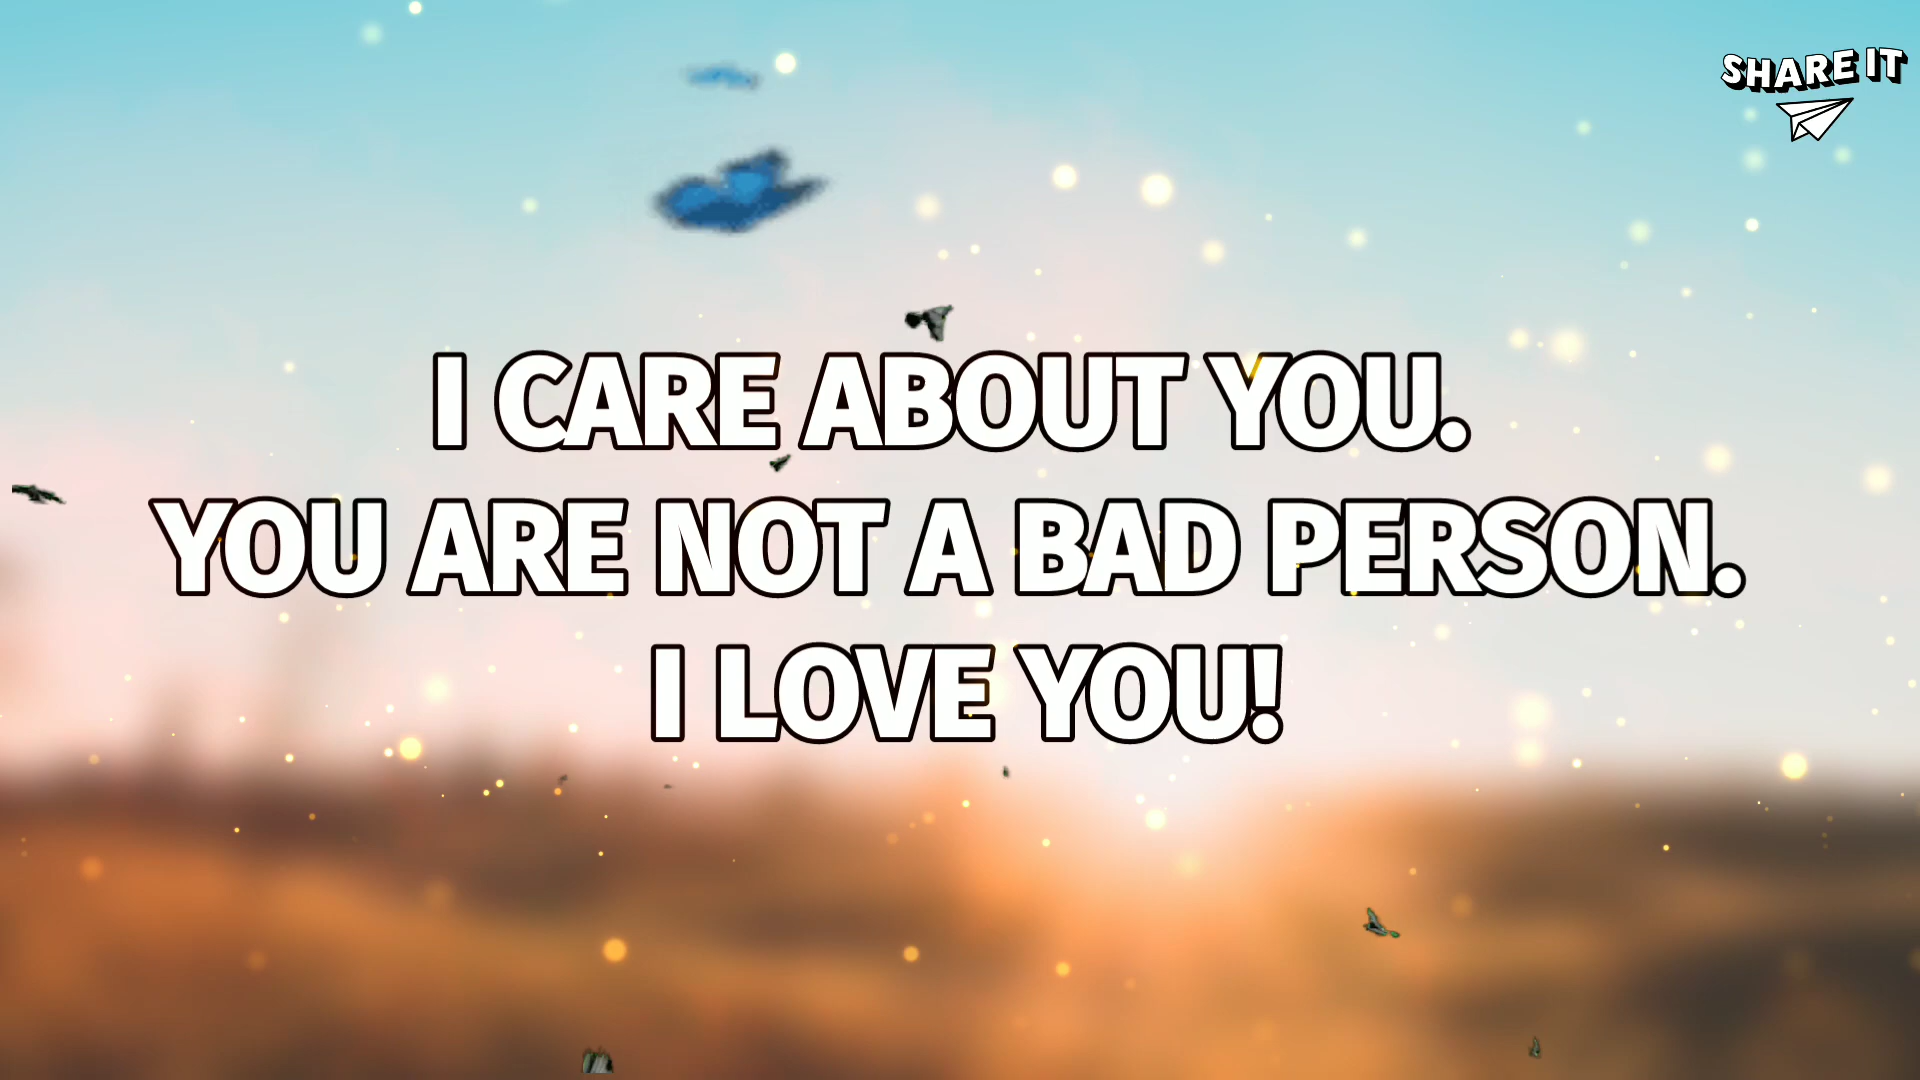 SHARE IT
I CARE ABOUT YOU.
YOU ARE NOT A BAD PERSON.
I LOVE YOU!